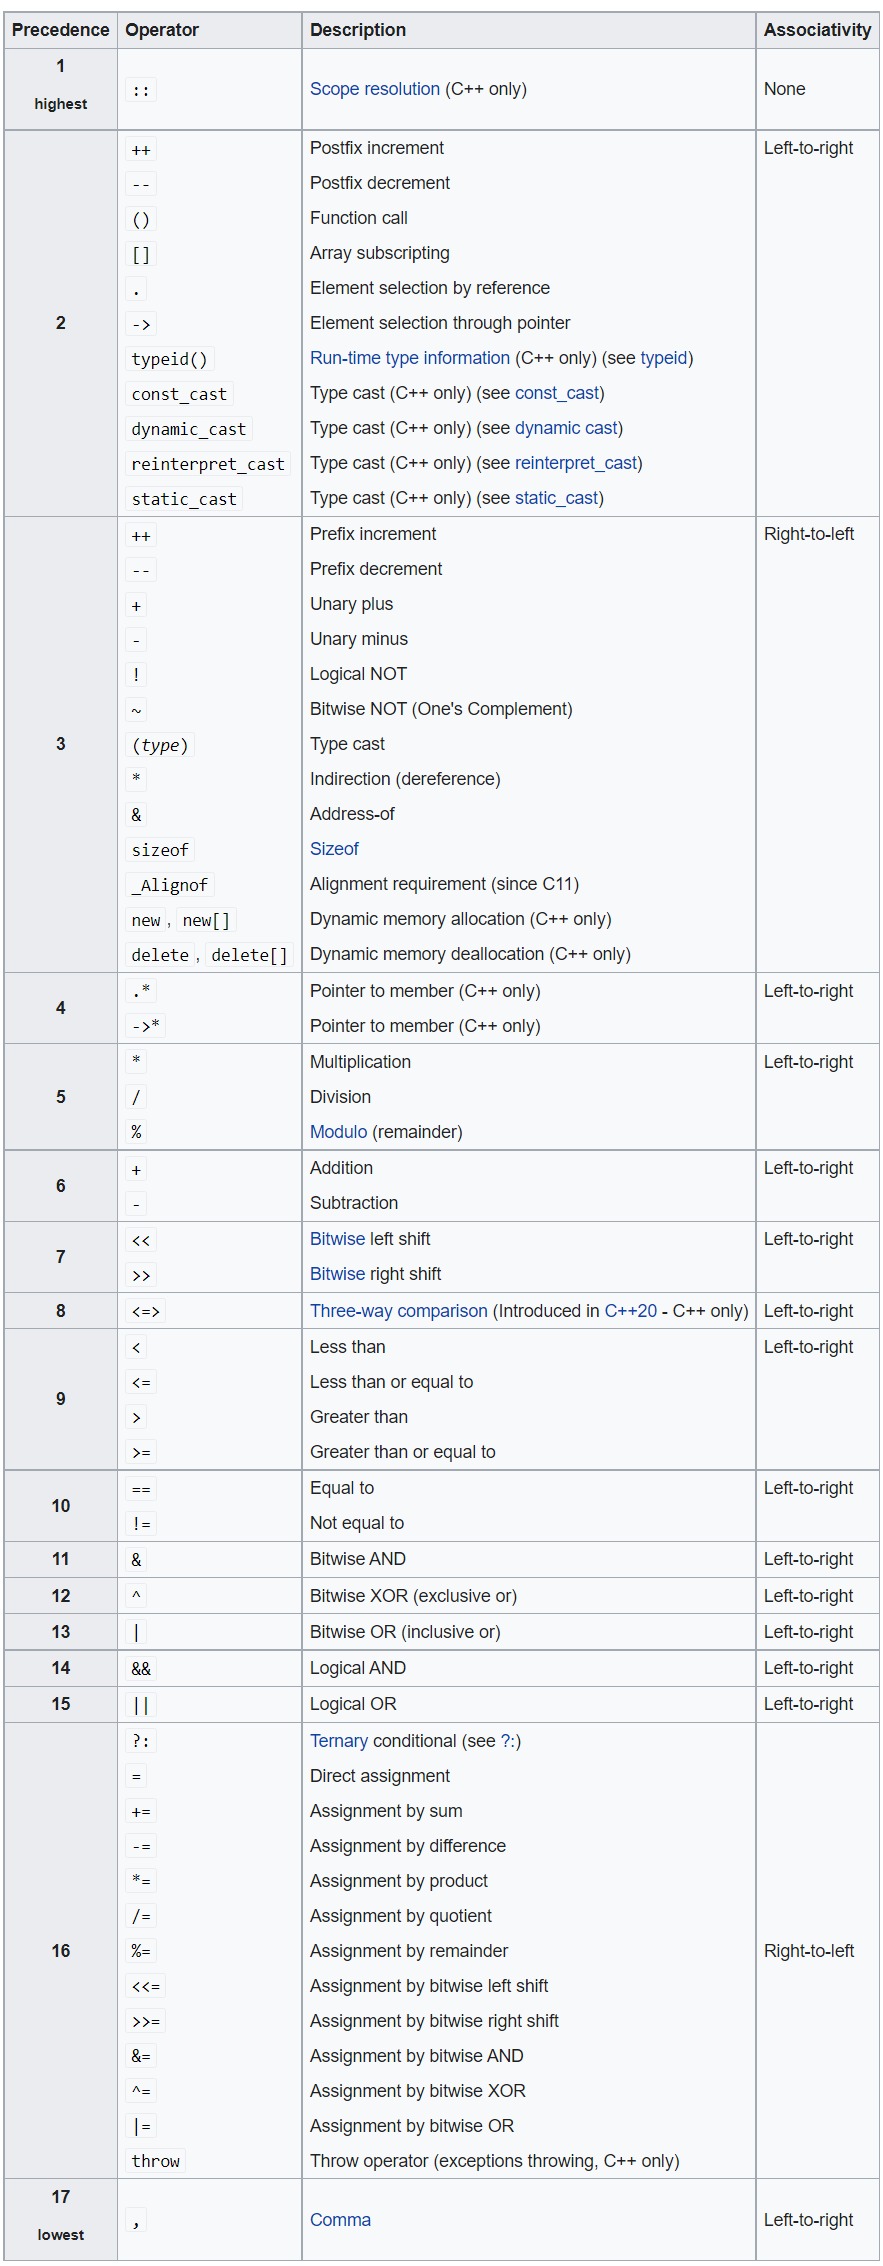 Precedence Operator Description Associativity
1
highest
:: Scope resolution (C++ only) None
2
++ Postfix increment Left-to-right
-- Postfix decrement
() Function call
[] Array subscripting
. Element selection by reference
-> Element selection through pointer
typeid() Run-time type information (C++ only) (see typeid)
const_cast Type cast (C++ only) (see const_cast)
dynamic_cast Type cast (C++ only) (see dynamic cast)
reinterpret_cast Type cast (C++ only) (see reinterpret_cast)
static_cast Type cast (C++ only) (see static_cast)
3
++ Prefix increment Right-to-left
-- Prefix decrement
+ Unary plus
- Unary minus
! Logical NOT
~ Bitwise NOT (One's Complement)
(type) Type cast
* Indirection (dereference)
& Address-of
sizeof Sizeof
_Alignof Alignment requirement (since C11)
new, new[] Dynamic memory allocation (C++ only)
delete, delete[] Dynamic memory deallocation (C++ only)
4
.* Pointer to member (C++ only) Left-to-right
->* Pointer to member (C++ only)
5
* Multiplication Left-to-right
/ Division
% Modulo (remainder)
6
+ Addition Left-to-right
- Subtraction
7
<< Bitwise left shift Left-to-right
>> Bitwise right shift
8 <=> Three-way comparison (Introduced in C++20 - C++ only) Left-to-right
9
< Less than Left-to-right
<= Less than or equal to
> Greater than
>= Greater than or equal to
10
== Equal to Left-to-right
!= Not equal to
11 & Bitwise AND Left-to-right
12 ^ Bitwise XOR (exclusive or) Left-to-right
13 | Bitwise OR (inclusive or) Left-to-right
14 && Logical AND Left-to-right
15 || Logical OR Left-to-right
16
?: Ternary conditional (see ?:)
= Direct assignment
+= Assignment by sum
-= Assignment by difference
*= Assignment by product
/= Assignment by quotient
%= Assignment by remainder Right-to-left
<<= Assignment by bitwise left shift
>>= Assignment by bitwise right shift
&= Assignment by bitwise AND
^= Assignment by bitwise XOR
|= Assignment by bitwise OR
throw Throw operator (exceptions throwing, C++ only)
17
lowest
, Comma Left-to-right